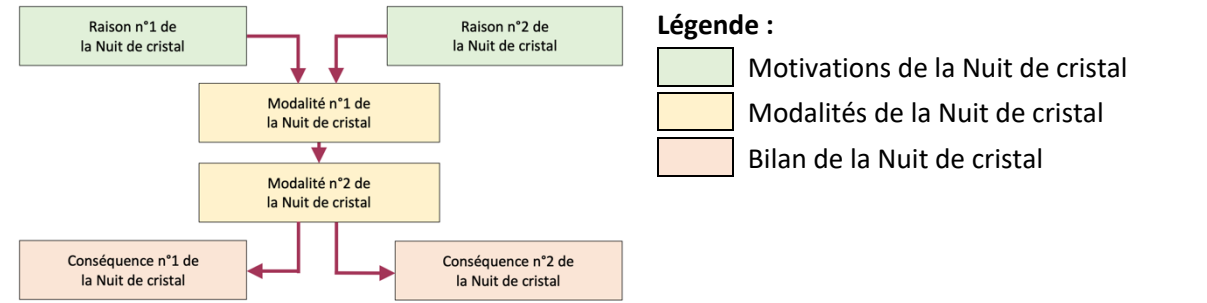 Raison n°1 de
la Nuit de cristal
Raison n°2 de
la Nuit de cristal
Modalité n°1 de
la Nuit de cristal
Modalité n°2 de
la Nuit de cristal
Conséquence n°1 de
la Nuit de cristal
Conséquence n°2 de
la Nuit de cristal
Légende :
Motivations de la Nuit de cristal
Modalités de la Nuit de cristal
Bilan de la Nuit de cristal